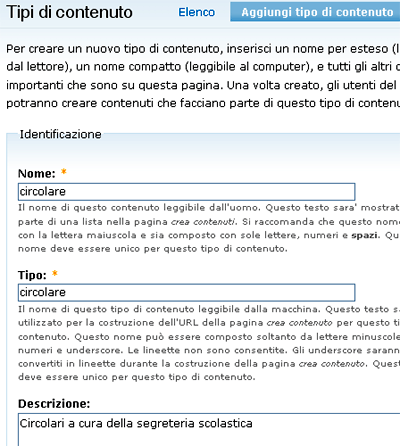 Tipi di contenuto Elenco Aggiungi tipo di contenuto
Per creare un nuovo tipo di contenuto, inserisci un nome per esteso (l
dal lettore), un nome compatto (leggibile al computer), e tutti gli altri c
importanti che sono su questa pagina. Una volta creato, gli utenti del
potranno creare contenuti che facciano parte di questo tipo di contenu
Identificazione
Nome: *
circolare
Il nome di questo contenuto leggibile dall'uomo. Questo testo sara' mostrat
parte di una lista nella pagina crea contenuti. Si raccomanda che questo nome
con la lettera maiuscola e sia composto con sole lettere, numeri e spazi. Qu
nome deve essere unico per questo tipo di contenuto.
Tipo: *
circolare
Il nome di questo tipo di contenuto leggibile dalla macchina. Questo testo sa
utilizzato per la costruzione dell'URL della pagina crea contenuto per questo ti
contenuto. Questo nome può essere composto soltanto da lettere minuscole
numeri e underscore. Le lineette non sono consentite. Gli underscore sarann
convertiti in lineette durante la costruzione della pagina crea contenuto. Quest
deve essere unico per questo tipo di contenuto.
Descrizione:
Circolari a cura della segreteria scolastica